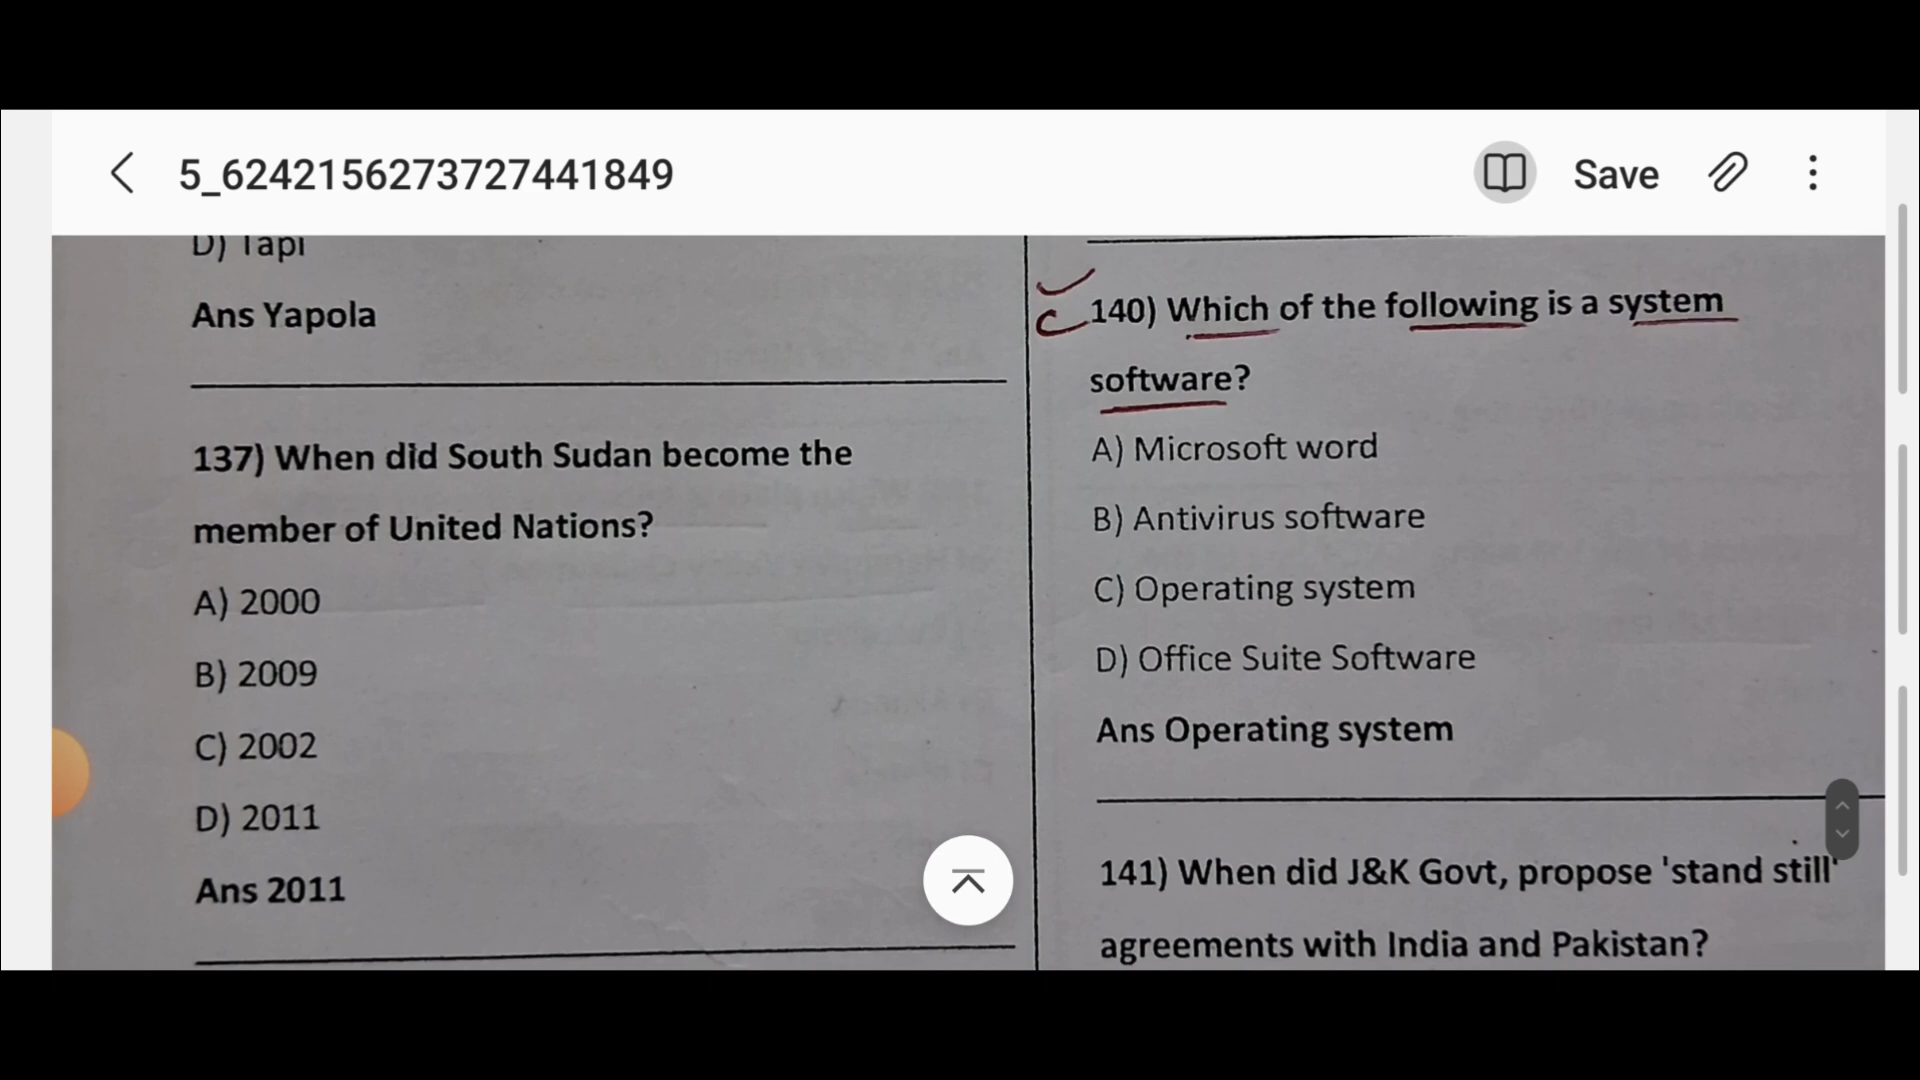 5_6242156273727441849
Save
D) Tapi
Ans Yapola
137) When did South Sudan become the
member of United Nations?
A) 2000
B) 2009
C) 2002
D) 2011
Ans 2011
C 140) Which of the following is a system
software?
A) Microsoft word
B) Antivirus software
C) Operating system
D) Office Suite Software
Ans Operating system
141) When did J&K Govt, propose 'stand still'
agreements with India and Pakistan?